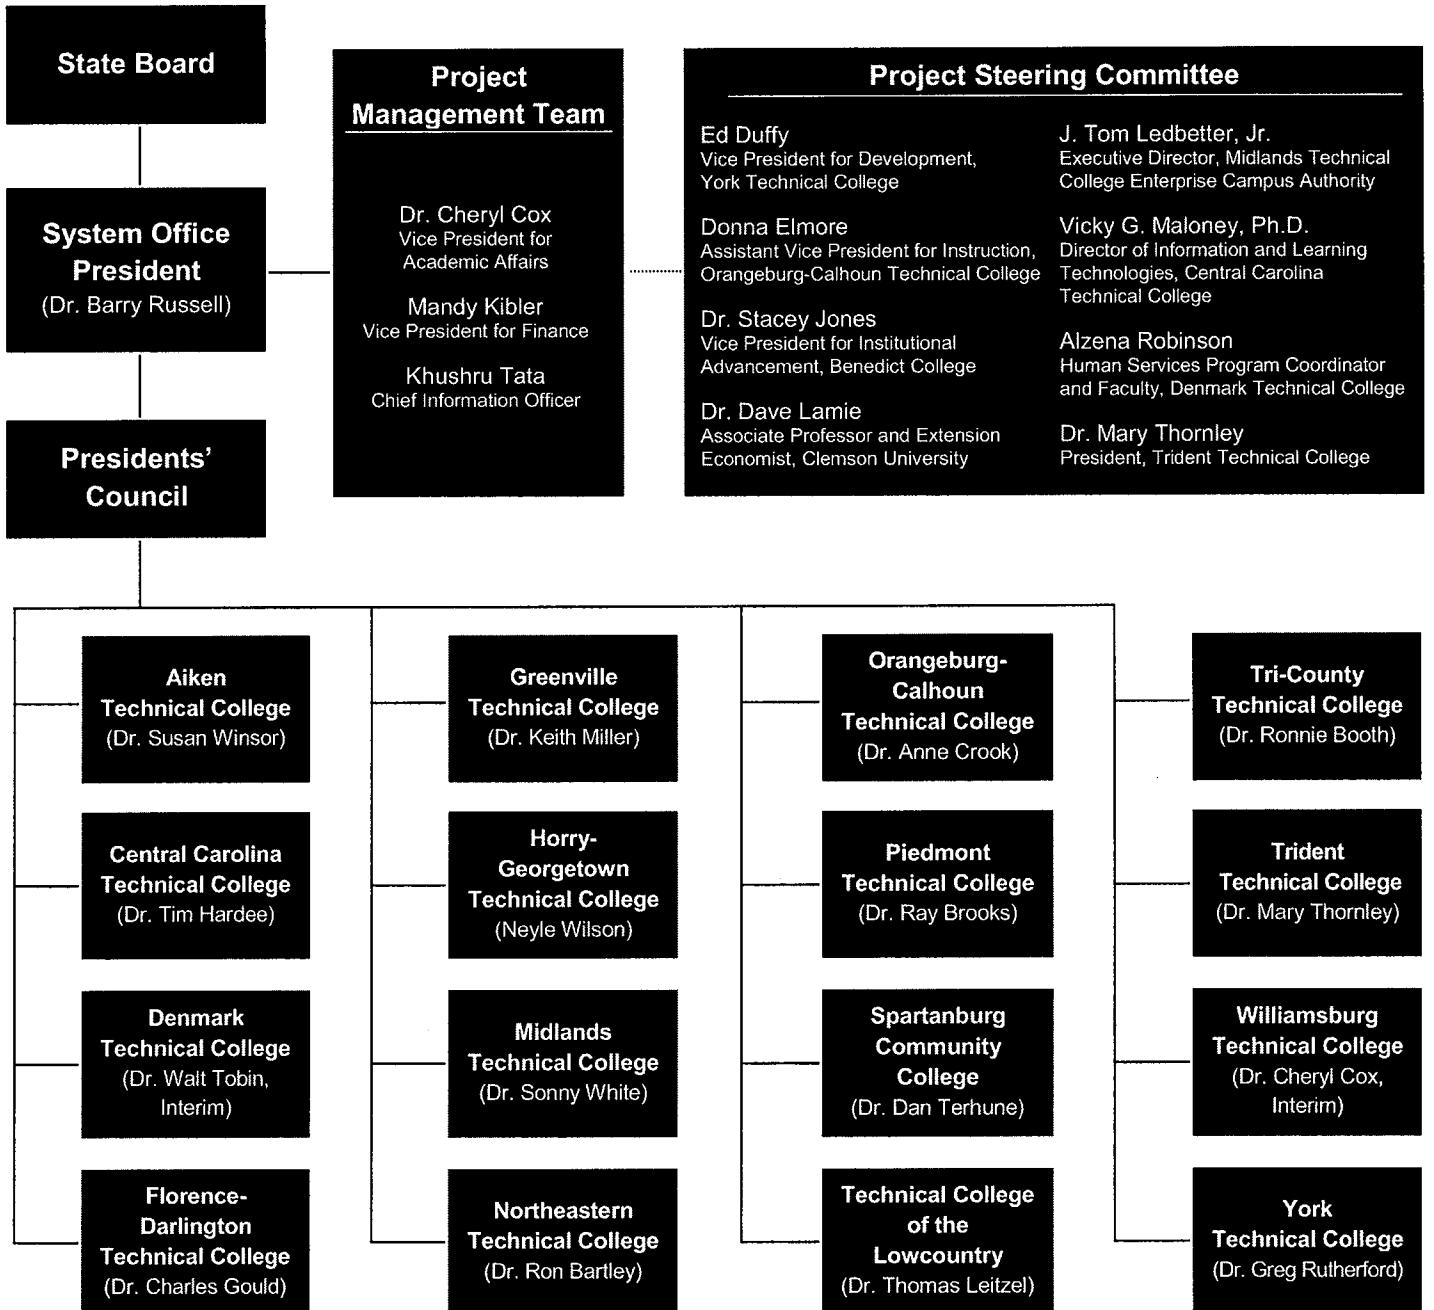 State Board
System Office
President
(Dr. Barry Russell)
Presidents'
Council
Project
Management Team
Dr. Cheryl Cox
Vice President for
Academic Affairs
Mandy Kibler
Vice President for Finance
Khushru Tata
Chief Information Officer
Project Steering Committee
Ed Duffy
Vice President for Development,
York Technical College
Donna Elmore
Assistant Vice President for Instruction,
Orangeburg-Calhoun Technical College
Dr. Stacey Jones
Vice President for Institutional
Advancement, Benedict College
Dr. Dave Lamie
Associate Professor and Extension
Economist, Clemson University
J. Tom Ledbetter, Jr.
Executive Director, Midlands Technical
College Enterprise Campus Authority
Vicky G. Maloney, Ph.D.
Director of Information and Learning
Technologies, Central Carolina
Technical College
Alzena Robinson
Human Services Program Coordinator
and Faculty, Denmark Technical College
Dr. Mary Thornley
President, Trident Technical College
Aiken
Technical College
(Dr. Susan Winsor)
Central Carolina
Technical College
(Dr. Tim Hardee)
Denmark
Technical College
(Dr. Walt Tobin,
Interim)
Florence-
Darlington
Technical College
(Dr. Charles Gould)
Greenville
Technical College
(Dr. Keith Miller)
Horry-
Georgetown
Technical College
(Neyle Wilson)
Midlands
Technical College
(Dr. Sonny White)
Northeastern
Technical College
(Dr. Ron Bartley)
Orangeburg-
Calhoun
Technical College
(Dr. Anne Crook)
Piedmont
Technical College
(Dr. Ray Brooks)
Spartanburg
Community
College
(Dr. Dan Terhune)
Technical College
of the
Lowcountry
(Dr. Thomas Leitzel)
Tri-County
Technical College
(Dr. Ronnie Booth)
Trident
Technical College
(Dr. Mary Thornley)
Williamsburg
Technical College
(Dr. Cheryl Cox,
Interim)
York
Technical College
(Dr. Greg Rutherford)